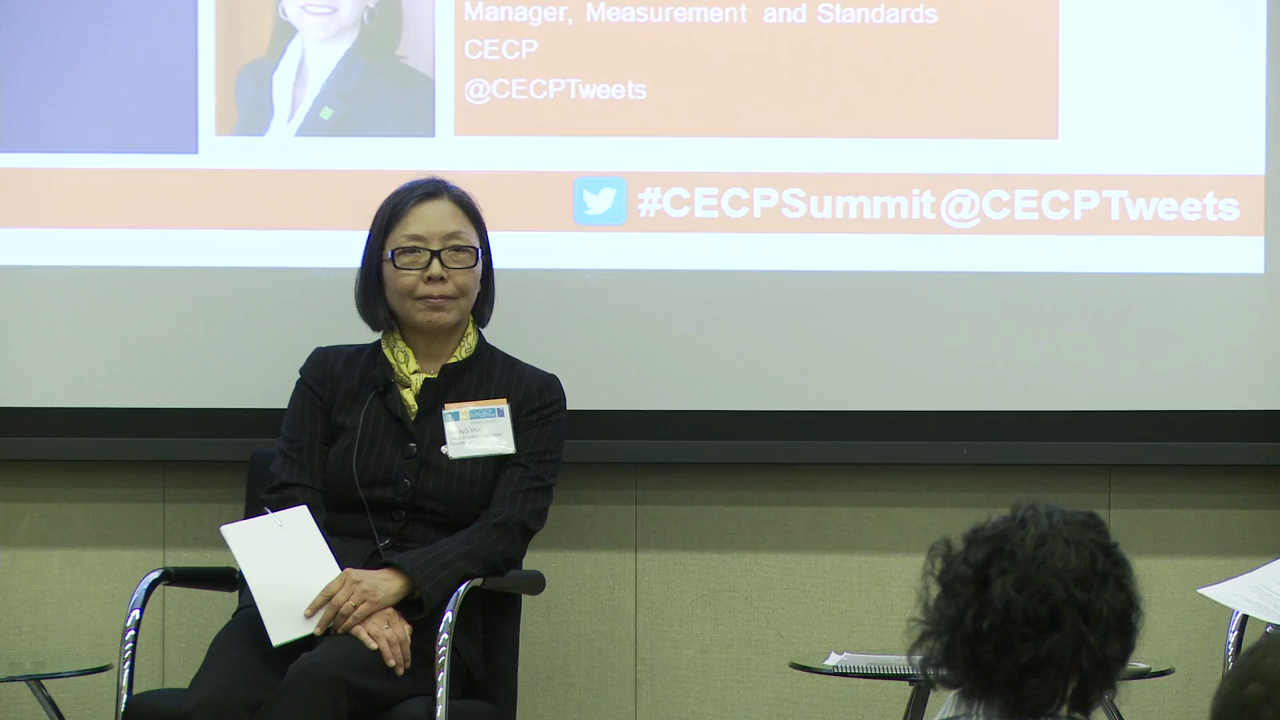 Manager, Measurement and Standards
CECP
@CECPTweets
#CECPSummit@CECPTweets